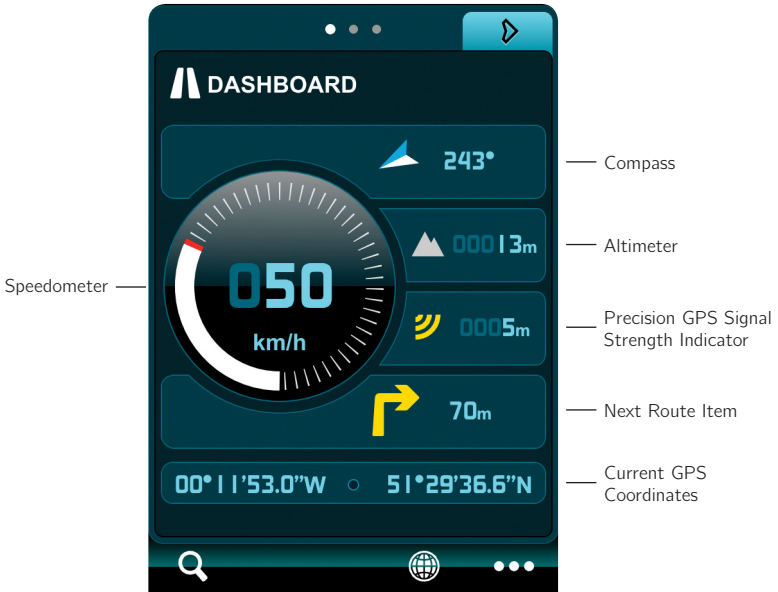 DASHBOARD
243°
Compass
00013m
Altimeter
Speedometer
050
km/h
0005m
Precision GPS Signal
Strength Indicator
70m
Next Route Item
00°11'53.0”W
51°29'36.6”N
Current GPS
Coordinates